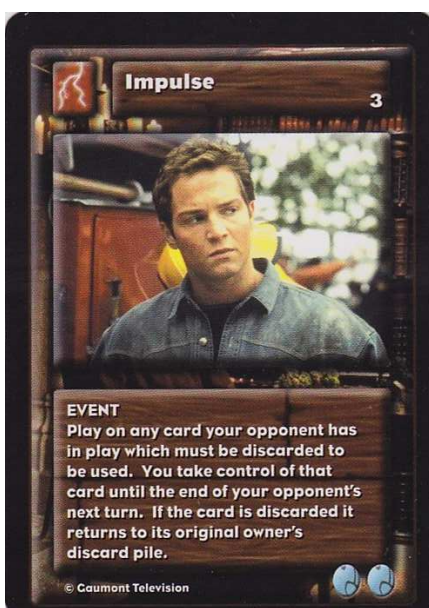 Impulse
3
EVENT
Play on any card your opponent has
in play which must be discarded to
be used. You take control of that
card until the end of your opponent's
next turn. If the card is discarded it
returns to its original owner's
discard pile.
© Gaumont Television